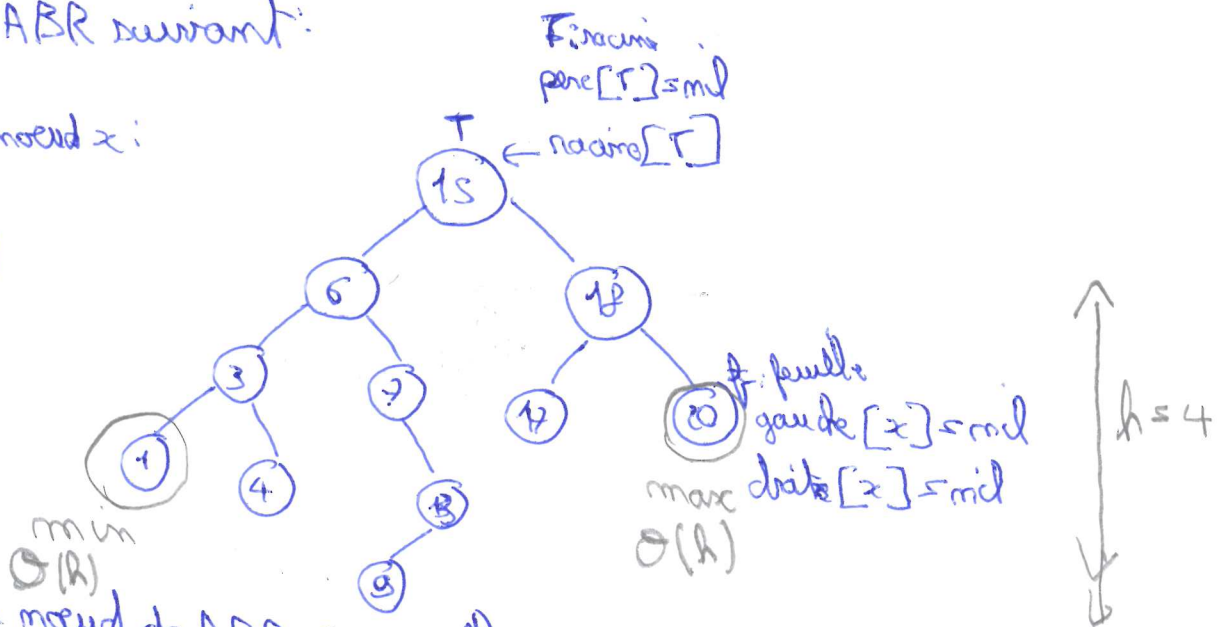 ABR suivant:
T: racine
pere[T]=nil
noeud x:
T
← racine[T]
15
6
18
3
7
17
20
f: feuille
gauche[x]=nil
droite[x]=nil
h=4
1
4
13
9
min
O(h)
max
O(h)